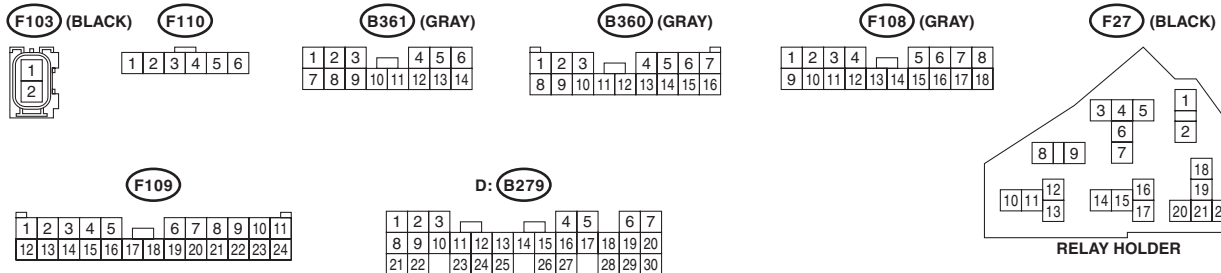 F103 (BLACK) F110 B361 (GRAY) B360 (GRAY) F108 (GRAY) F27 (BLACK)
1 1 2 3 4 5 6 1 2 3 4 5 6 1 2 3 4 5 6 7 1 2 3 4 5 6 7 8
2 7 8 9 10 11 12 13 14 8 9 10 11 12 13 14 15 16 9 10 11 12 13 14 15 16 17 18
3 4 5 1
6 2
8 9 7
18
12 16 19
10 11 13 14 15 17 20 21
RELAY HOLDER
F109 D: B279
1 2 3 4 5 6 7 8 9 10 11 1 2 3 4 5 6 7
12 13 14 15 16 17 18 19 20 21 22 23 24 8 9 10 11 12 13 14 15 16 17 18 19 20
21 22 23 24 25 26 27 28 29 30